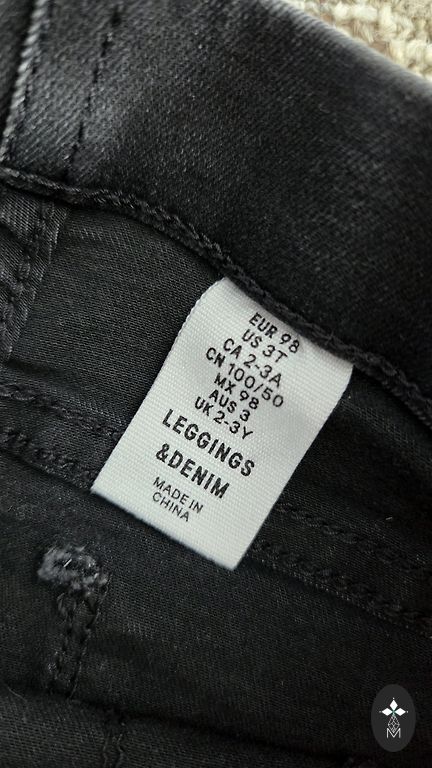 EUR 98
US 3T
CA 2-3A
CN 100/50
MX 98
AUS 3
UK 2-3Y
LEGGINGS
&DENIM
MADE IN
CHINA
M